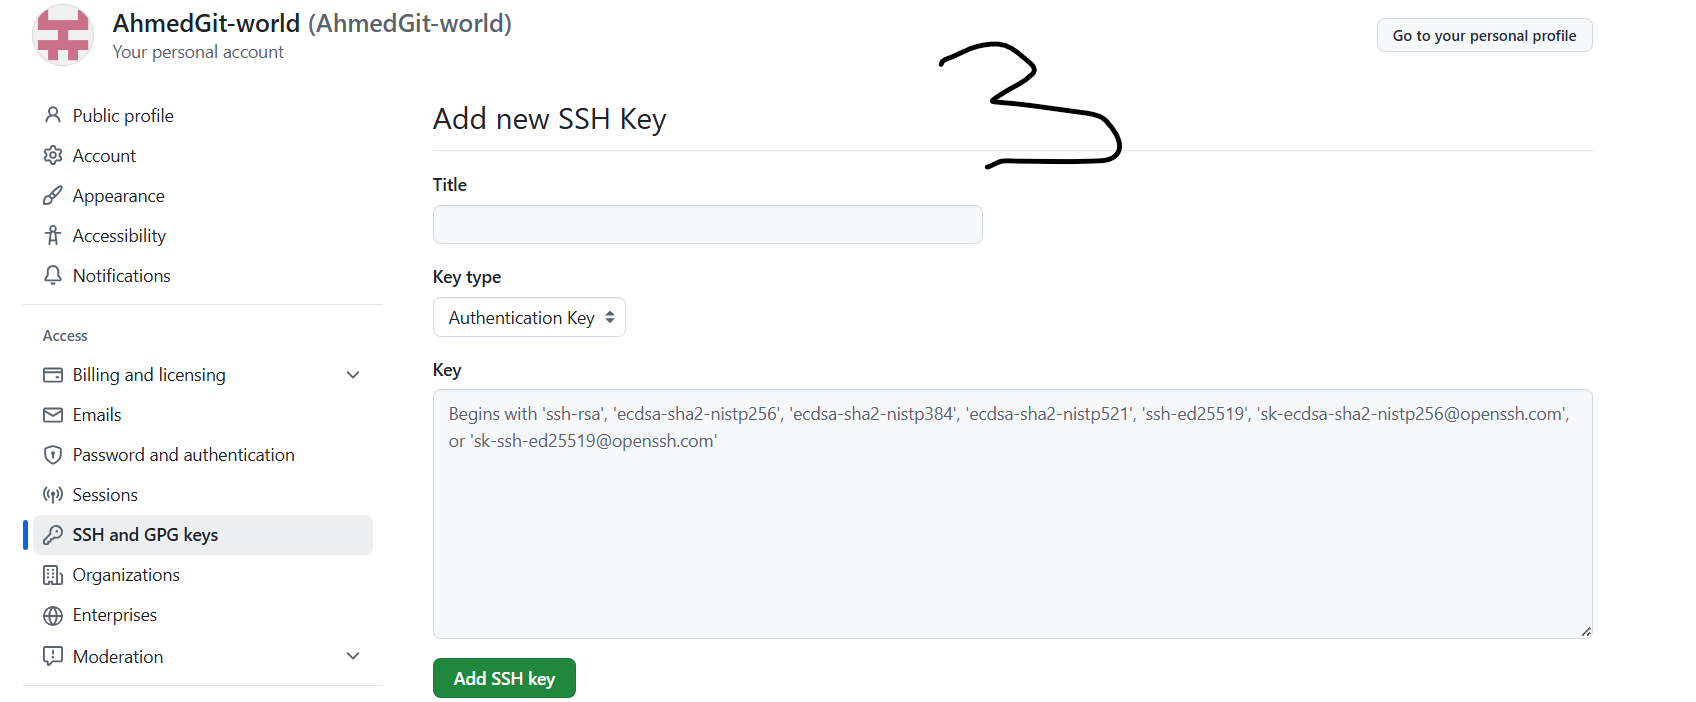 AhmedGit-world (AhmedGit-world)
Your personal account
Go to your personal profile
3
Public profile
Account
Appearance
Accessibility
Notifications
Access
Billing and licensing
Emails
Password and authentication
Sessions
SSH and GPG keys
Organizations
Enterprises
Moderation
Add new SSH Key
Title
Key type
Authentication Key
Key
Begins with 'ssh-rsa', 'ecdsa-sha2-nistp256', 'ecdsa-sha2-nistp384', 'ecdsa-sha2-nistp521', 'ssh-ed25519', 'sk-ecdsa-sha2-nistp256@openssh.com',
or 'sk-ssh-ed25519@openssh.com'
Add SSH key